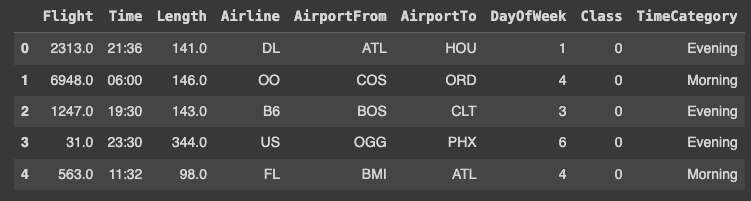 Flight Time Length Airline AirportFrom AirportTo DayOfWeek Class TimeCategory
0 2313.0 21:36 141.0 DL ATL HOU 1 0 Evening
1 6948.0 06:00 146.0 OO COS ORD 4 0 Morning
2 1247.0 19:30 143.0 B6 BOS CLT 3 0 Evening
3 31.0 23:30 344.0 US OGG PHX 6 0 Evening
4 563.0 11:32 98.0 FL BMI ATL 4 0 Morning